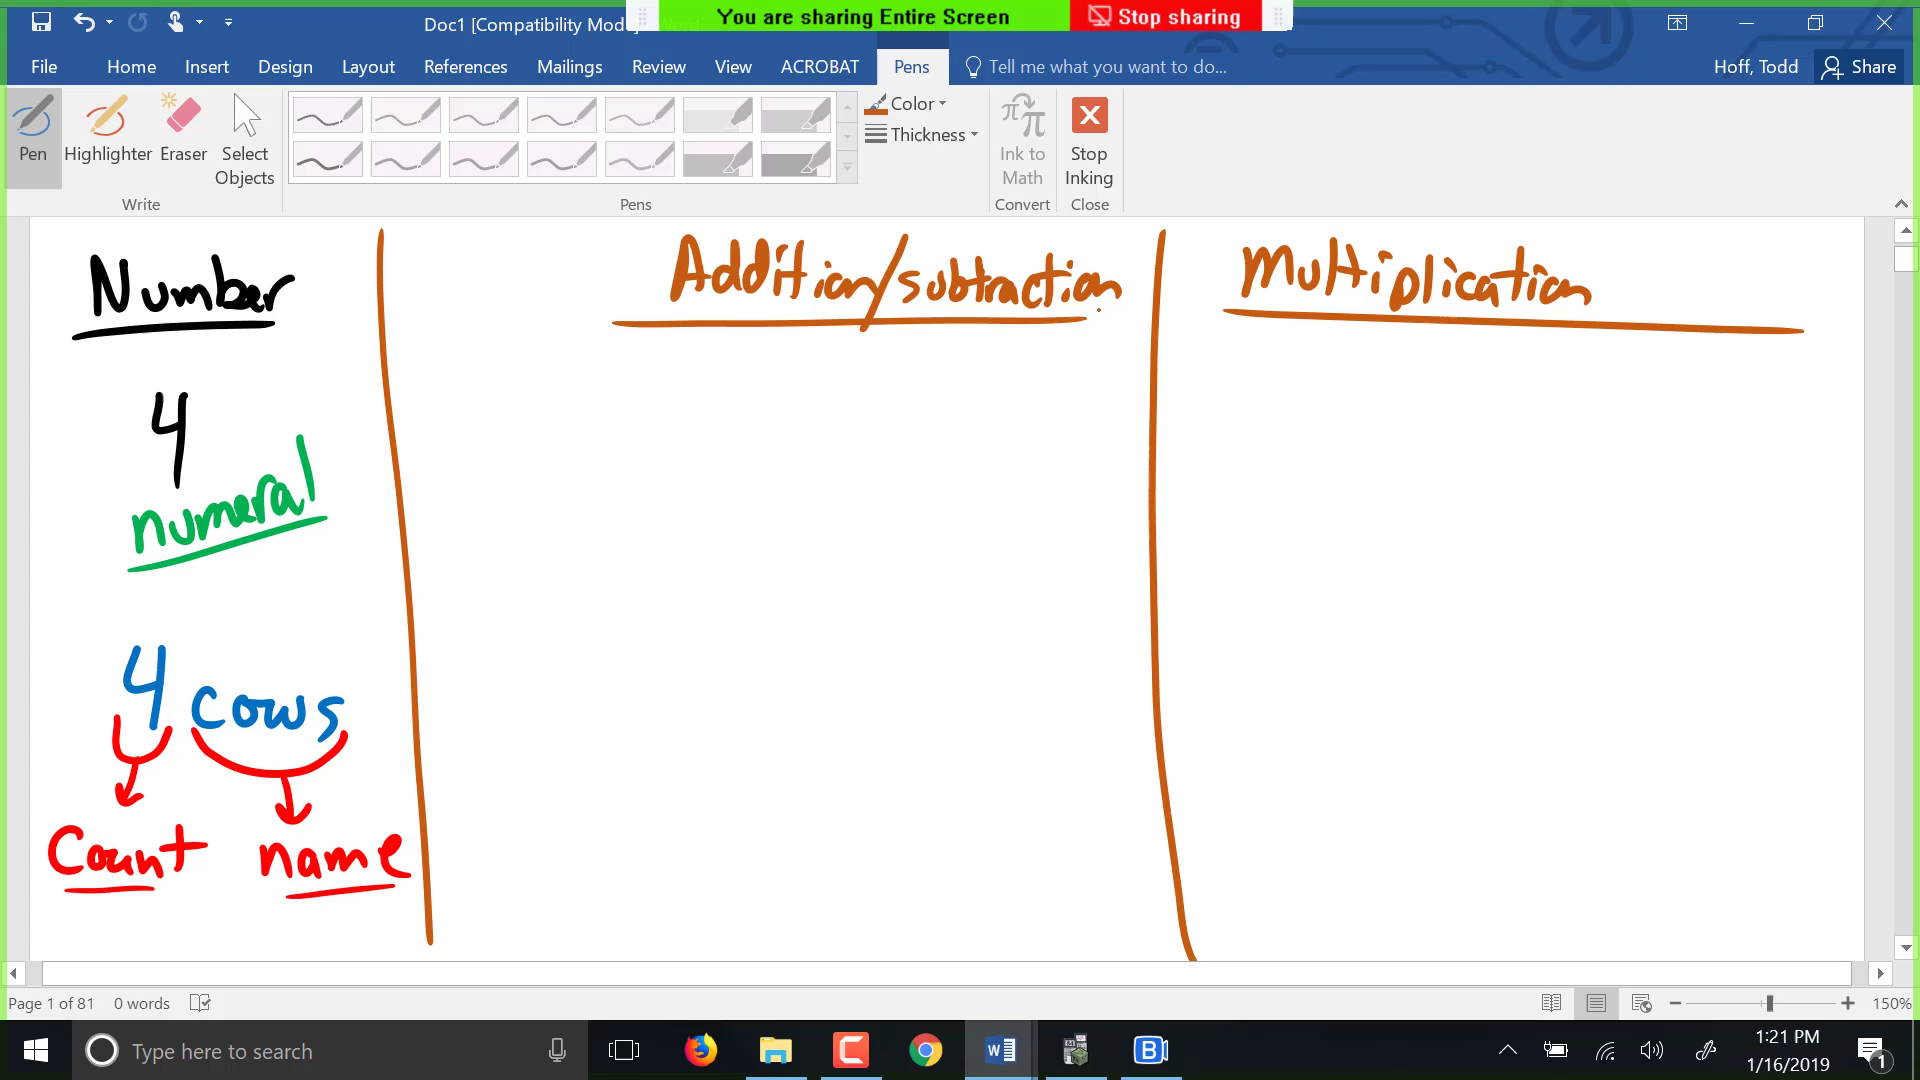 Doc1 [Compatibility Mod
You are sharing Entire Screen
Stop sharing
File Home Insert Design Layout References Mailings Review View ACROBAT Pens Tell me what you want to do... Hoff, Todd Share
Pen Highlighter Eraser Select Objects
Color
Thickness
Ink to Math
Stop Inking
Write Pens Convert Close
Number
Addition/subtraction
Multiplication
4
numeral
4 cows
Count name
Page 1 of 81 0 words
150%
Type here to search
1:21 PM
1/16/2019
1